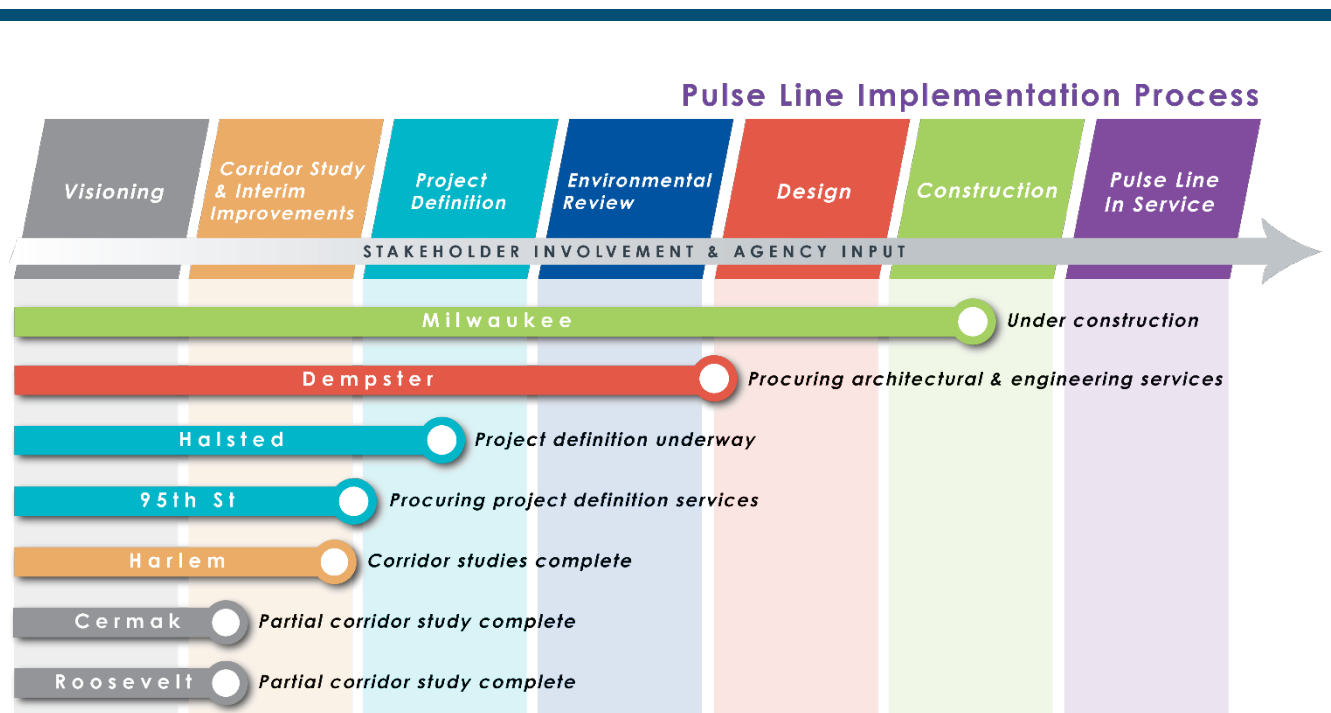 Pulse Line Implementation Process
Visioning
Corridor Study
& Interim
Improvements
Project
Definition
Environmental
Review
Design
Construction
Pulse Line
In Service
STAKEHOLDER INVOLVEMENT & AGENCY INPUT
Milwaukee
Under construction
Dempster
Procuring architectural & engineering services
Halsted
Project definition underway
95th St
Procuring project definition services
Harlem
Corridor studies complete
Cermak
Partial corridor study complete
Roosevelt
Partial corridor study complete